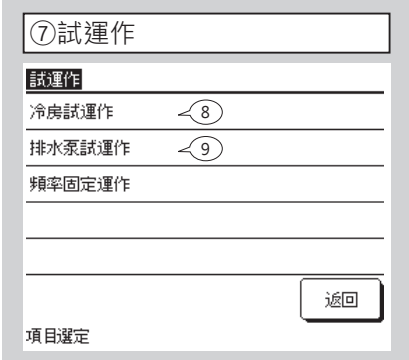 ⑦試運作
試運作
冷房試運作 ⑧
排水泵試運作 ⑨
頻率固定運作
返回
項目選定